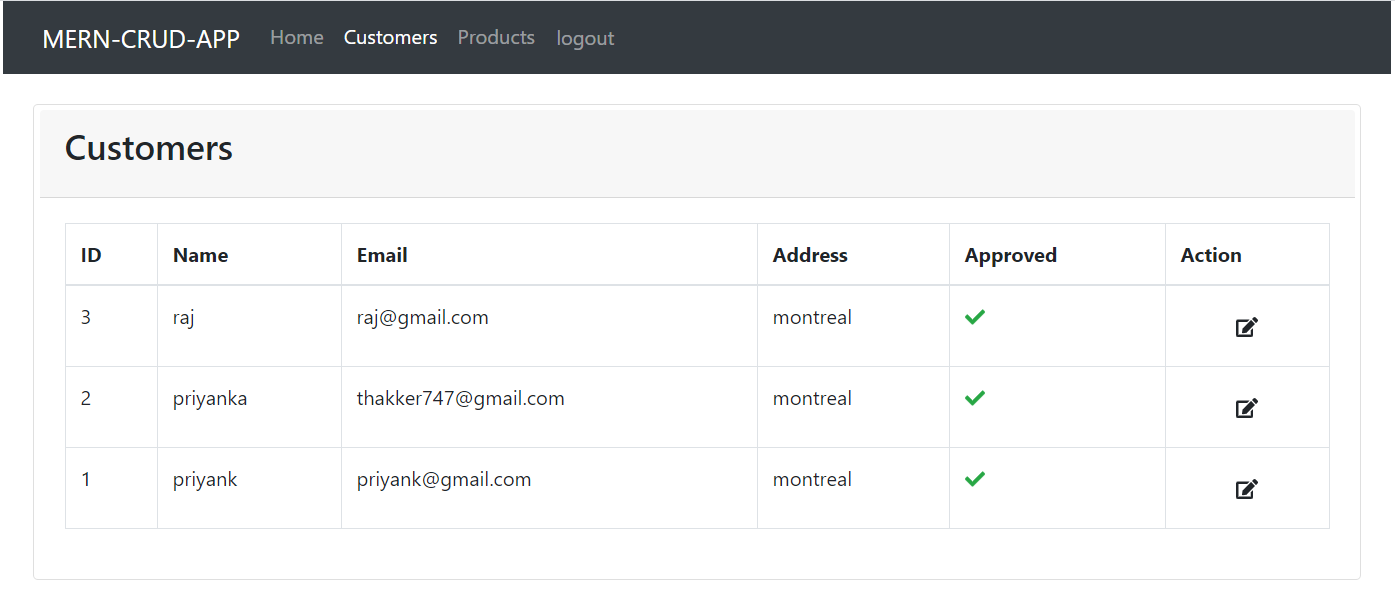 MERN-CRUD-APP Home Customers Products logout
Customers
ID Name Email Address Approved Action
3 raj raj@gmail.com montreal
2 priyanka thakker747@gmail.com montreal
1 priyank priyank@gmail.com montreal